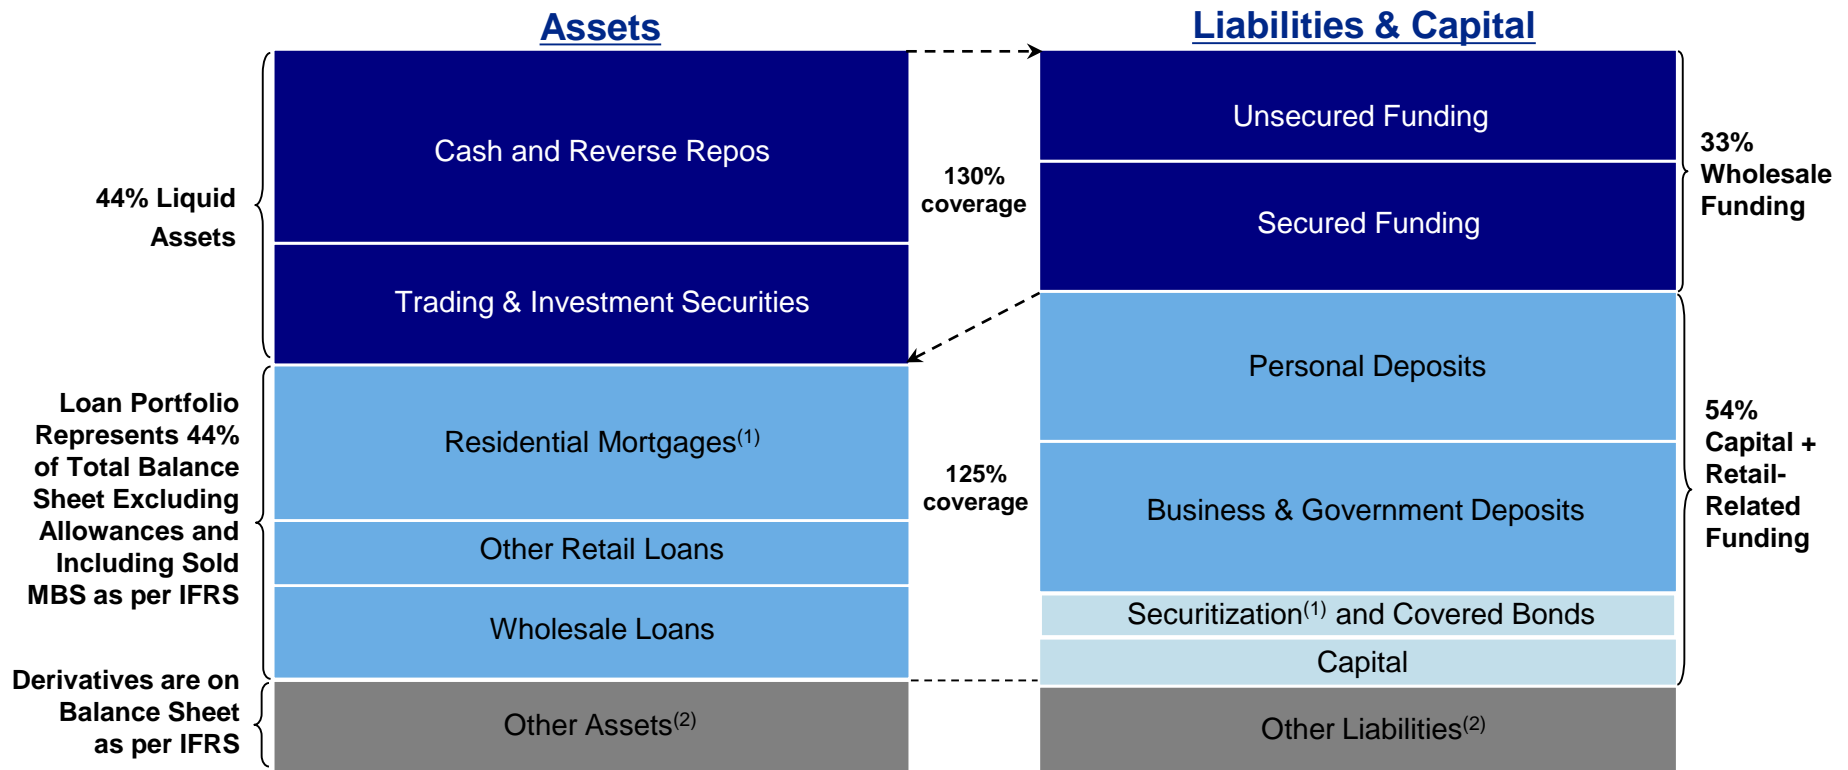 Assets
Liabilities & Capital
44% Liquid
Assets
Cash and Reverse Repos
Trading & Investment Securities
130%
coverage
Unsecured Funding
Secured Funding
33%
Wholesale
Funding
Loan Portfolio
Represents 44%
of Total Balance
Sheet Excluding
Allowances and
Including Sold
MBS as per IFRS
Residential Mortgages(1)
Other Retail Loans
Wholesale Loans
125%
coverage
Personal Deposits
Business & Government Deposits
Securitization(1) and Covered Bonds
Capital
54%
Capital +
Retail-
Related
Funding
Derivatives are on
Balance Sheet
as per IFRS
Other Assets(2)
Other Liabilities(2)